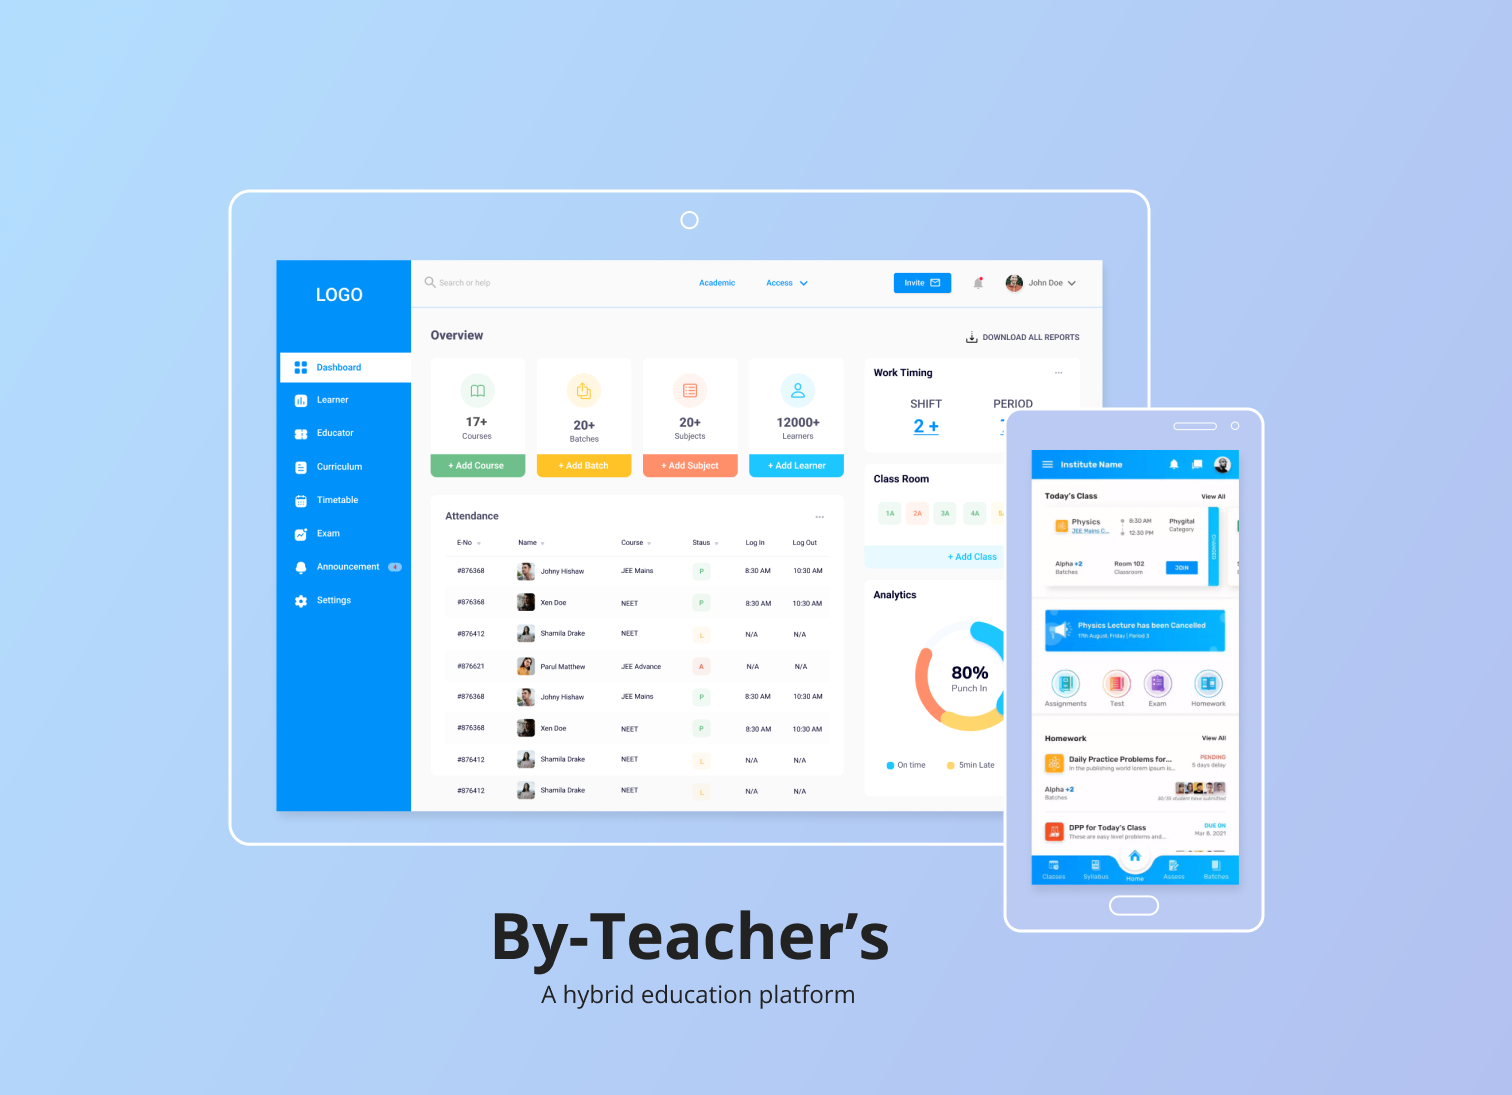 LOGO
Dashboard
Learner
Educator
Curriculum
Timetable
Exam
Announcement 4
Settings
Search or help
Academic
Access
Invite
John Doe
Overview
DOWNLOAD ALL REPORTS
17+
Courses
+ Add Course
20+
Batches
+ Add Batch
20+
Subjects
+ Add Subject
12000+
Learners
+ Add Learner
Work Timing
SHIFT PERIOD
2 +
Class Room
1A 2A 3A 4A
+ Add Class
Analytics
80%
Punch In
On time 5min Late
Attendance
E-No Name Course Staus Log In Log Out
#876368 Johny Hishaw JEE Mains P 8:30 AM 10:30 AM
#876368 Xen Doe NEET P 8:30 AM 10:30 AM
#876412 Shamila Drake NEET L N/A N/A
#876621 Parul Matthew JEE Advance A N/A N/A
#876368 Johny Hishaw JEE Mains P 8:30 AM 10:30 AM
#876368 Xen Doe NEET P 8:30 AM 10:30 AM
#876412 Shamila Drake NEET L N/A N/A
#876412 Shamila Drake NEET L N/A N/A
Institute Name
Today's Class View All
Physics 8:30 AM Phygital
JEE Mains C... 12:30 PM Category
CHANGED
Alpha +2 Room 102 JOIN
Batches Classroom
Physics Lecture has been Cancelled
17th August, Friday | Period 3
Assignments Test Exam Homework
Homework View All
Daily Practice Problems for... PENDING
In the publishing world lorem ipsum is... 5 days delay
Alpha +2
Batches 20/30 student have submitted
DPP for Today's Class DUE ON
These are easy level problems and... Mar 8, 2021
Classes Syllabus Home Assess Batches
By-Teacher’s
A hybrid education platform